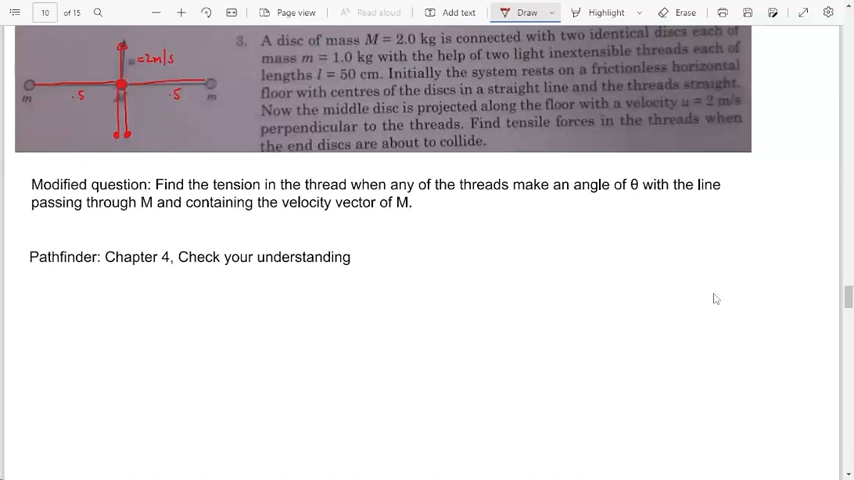 10 of 15 Page view Read aloud Add text Draw Highlight Erase
3. A disc of mass M = 2.0 kg is connected with two identical discs each of
mass m = 1.0 kg with the help of two light inextensible threads each of
lengths l = 50 cm. Initially the system rests on a frictionless horizontal
floor with centres of the discs in a straight line and the threads straight.
Now the middle disc is projected along the floor with a velocity u = 2 m/s
perpendicular to the threads. Find tensile forces in the threads when
the end discs are about to collide.
u=2m/s
.5 .5
m m
Modified question: Find the tension in the thread when any of the threads make an angle of θ with the line
passing through M and containing the velocity vector of M.
Pathfinder: Chapter 4, Check your understanding